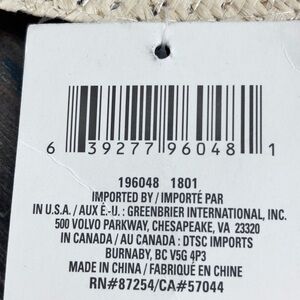 6 39277 96048 1
196048 1801
IMPORTED BY / IMPORTÉ PAR
IN U.S.A. / AUX É.-U. : GREENBRIER INTERNATIONAL, INC.
500 VOLVO PARKWAY, CHESAPEAKE, VA 23320
IN CANADA / AU CANADA : DTSC IMPORTS
BURNABY, BC V5G 4P3
MADE IN CHINA / FABRIQUÉ EN CHINE
RN#87254/CA#57044